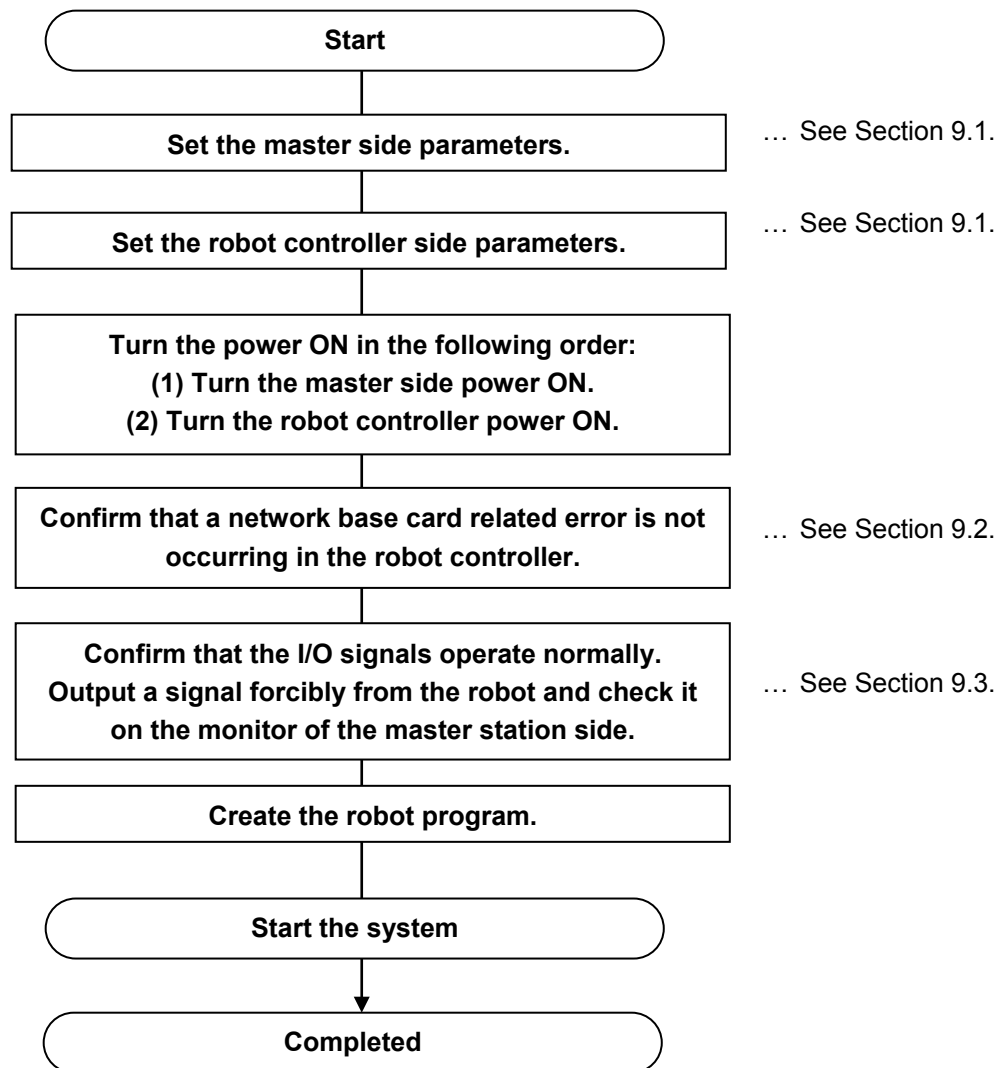 Start
Set the master side parameters.
… See Section 9.1.
Set the robot controller side parameters.
… See Section 9.1.
Turn the power ON in the following order:
(1) Turn the master side power ON.
(2) Turn the robot controller power ON.
Confirm that a network base card related error is not
occurring in the robot controller.
… See Section 9.2.
Confirm that the I/O signals operate normally.
Output a signal forcibly from the robot and check it
on the monitor of the master station side.
… See Section 9.3.
Create the robot program.
Start the system
Completed